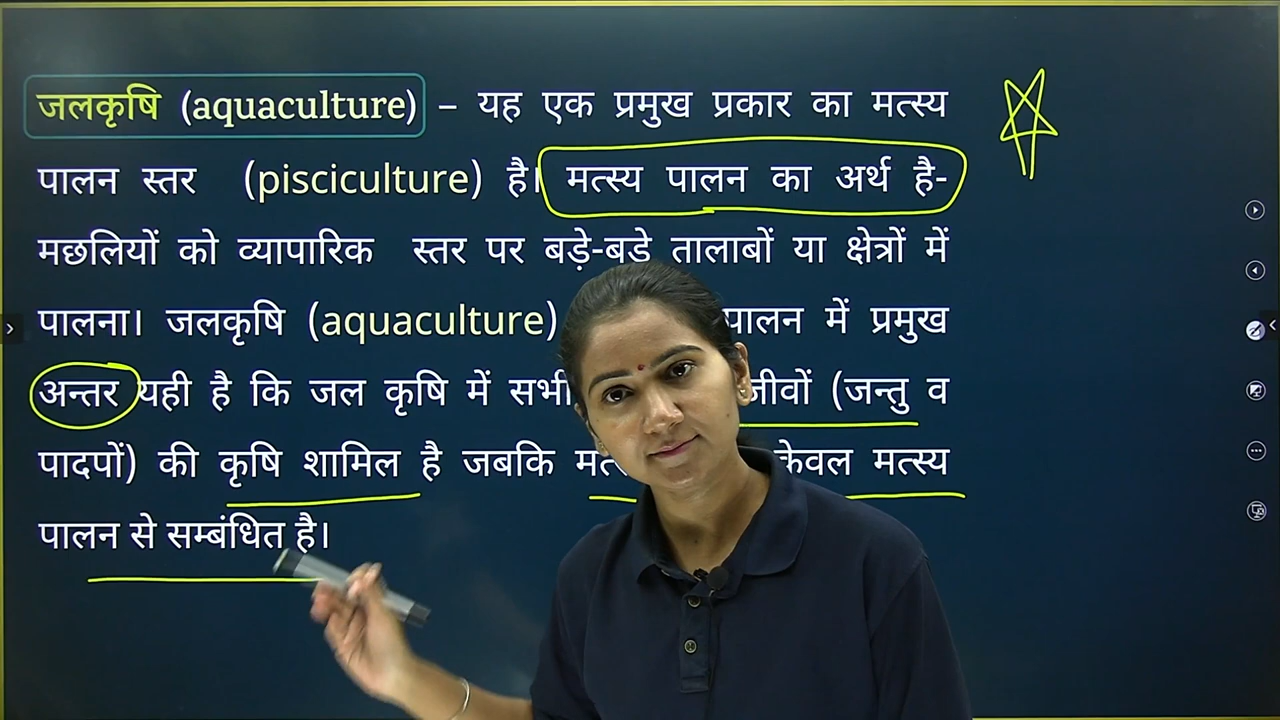 जलकृषि (aquaculture) – यह एक प्रमुख प्रकार का मत्स्य
पालन स्तर (pisciculture) है। मत्स्य पालन का अर्थ है-
मछलियों को व्यापारिक स्तर पर बड़े-बडे तालाबों या क्षेत्रों में
पालना। जलकृषि (aquaculture) पालन में प्रमुख
अन्तर यही है कि जल कृषि में सभी जीवों (जन्तु व
पादपों) की कृषि शामिल है जबकि केवल मत्स्य
पालन से सम्बंधित है।